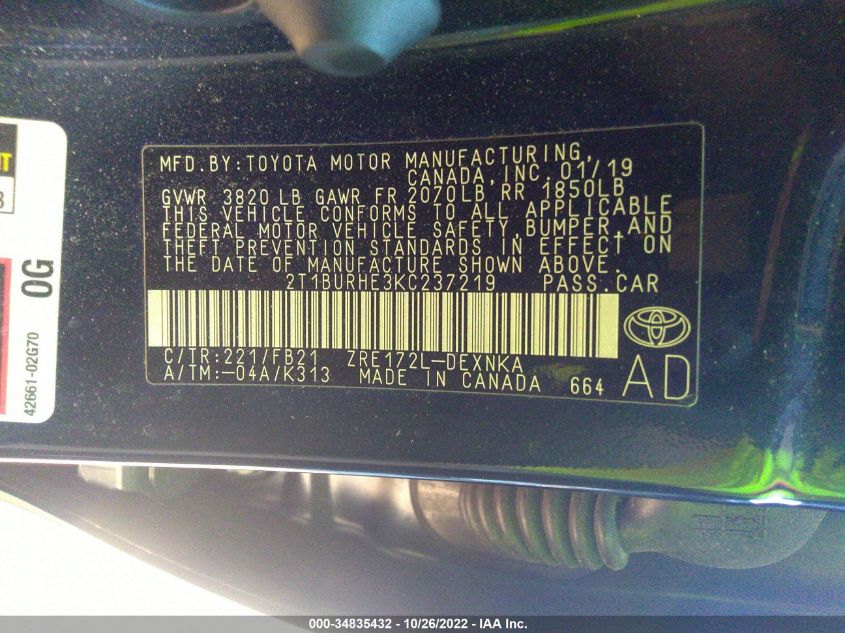 MFD.BY:TOYOTA MOTOR MANUFACTURING,
CANADA,INC. 01/19
GVWR 3820 LB GAWR FR 2070LB,RR 1850LB
THIS VEHICLE CONFORMS TO ALL APPLICABLE
FEDERAL MOTOR VEHICLE SAFETY,BUMPER,AND
THEFT PREVENTION STANDARDS IN EFFECT ON
THE DATE OF MANUFACTURE SHOWN ABOVE.
2T1BURHE3KC237219 PASS.CAR
C/TR:221/FB21 ZRE172L-DEXNKA
A/TM:-04A/K313 MADE IN CANADA 664 AD
0G
42661-02G70
000-34835432 - 10/26/2022 - IAA Inc.